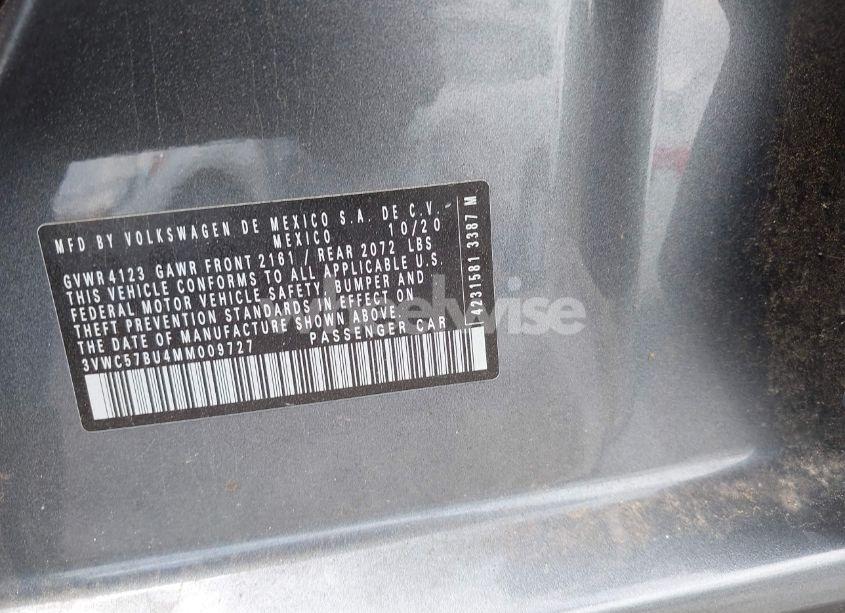 MFD BY VOLKSWAGEN DE MEXICO S.A. DE C.V.
MEXICO 10/20
GVWR 4123 GAWR FRONT 2161 / REAR 2072 LBS
THIS VEHICLE CONFORMS TO ALL APPLICABLE U.S.
FEDERAL MOTOR VEHICLE SAFETY, BUMPER AND
THEFT PREVENTION STANDARDS IN EFFECT ON
THE DATE OF MANUFACTURE SHOWN ABOVE.
3VWC57BU4MM009727 PASSENGER CAR
4231581 3387 M
wheelwise